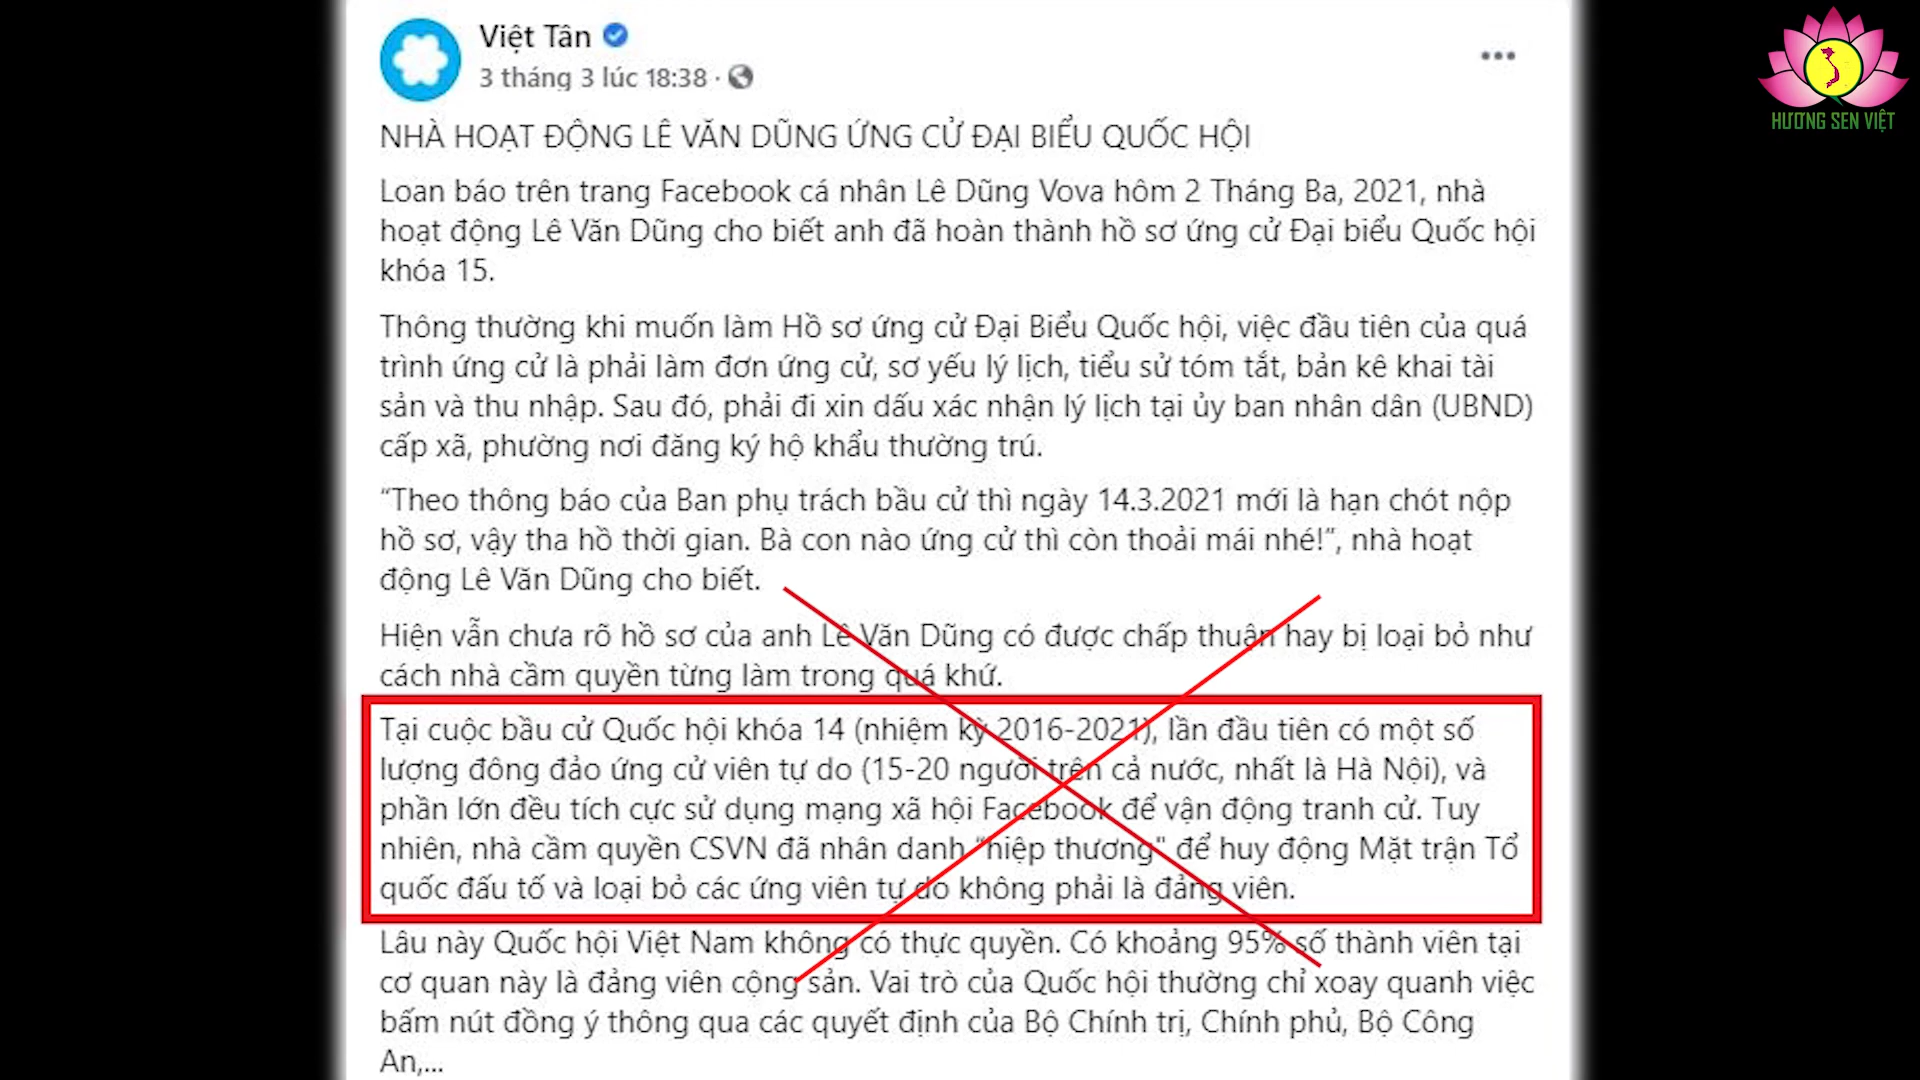 Việt Tân
3 tháng 3 lúc 18:38 ·
HƯƠNG SEN VIỆT
NHÀ HOẠT ĐỘNG LÊ VĂN DŨNG ỨNG CỬ ĐẠI BIỂU QUỐC HỘI
Loan báo trên trang Facebook cá nhân Lê Dũng Vova hôm 2 Tháng Ba, 2021, nhà
hoạt động Lê Văn Dũng cho biết anh đã hoàn thành hồ sơ ứng cử Đại biểu Quốc hội
khóa 15.
Thông thường khi muốn làm Hồ sơ ứng cử Đại Biểu Quốc hội, việc đầu tiên của quá
trình ứng cử là phải làm đơn ứng cử, sơ yếu lý lịch, tiểu sử tóm tắt, bản kê khai tài
sản và thu nhập. Sau đó, phải đi xin dấu xác nhận lý lịch tại ủy ban nhân dân (UBND)
cấp xã, phường nơi đăng ký hộ khẩu thường trú.
“Theo thông báo của Ban phụ trách bầu cử thì ngày 14.3.2021 mới là hạn chót nộp
hồ sơ, vậy tha hồ thời gian. Bà con nào ứng cử thì còn thoải mái nhé!”, nhà hoạt
động Lê Văn Dũng cho biết.
Hiện vẫn chưa rõ hồ sơ của anh Lê Văn Dũng có được chấp thuận hay bị loại bỏ như
cách nhà cầm quyền từng làm trong quá khứ.
Tại cuộc bầu cử Quốc hội khóa 14 (nhiệm kỳ 2016-2021), lần đầu tiên có một số
lượng đông đảo ứng cử viên tự do (15-20 người trên cả nước, nhất là Hà Nội), và
phần lớn đều tích cực sử dụng mạng xã hội Facebook để vận động tranh cử. Tuy
nhiên, nhà cầm quyền CSVN đã nhân danh “hiệp thương" để huy động Mặt trận Tổ
quốc đấu tố và loại bỏ các ứng viên tự do không phải là đảng viên.
Lâu này Quốc hội Việt Nam không có thực quyền. Có khoảng 95% số thành viên tại
cơ quan này là đảng viên cộng sản. Vai trò của Quốc hội thường chỉ xoay quanh việc
bấm nút đồng ý thông qua các quyết định của Bộ Chính trị, Chính phủ, Bộ Công
An,...